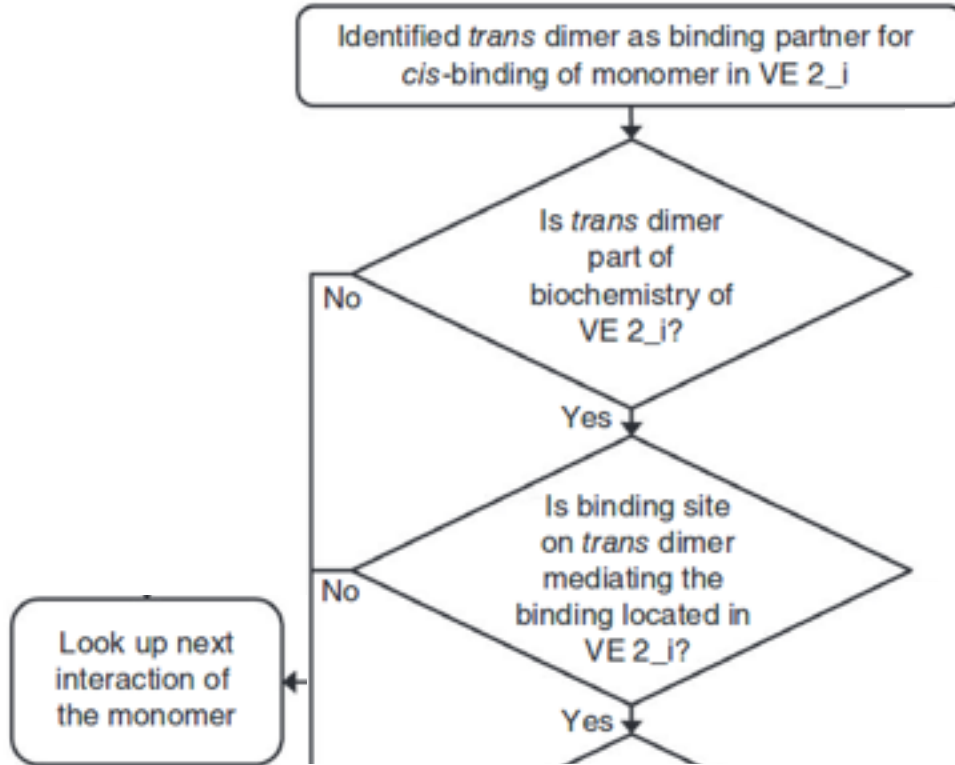 Identified trans dimer as binding partner for
cis-binding of monomer in VE 2_i
Is trans dimer
part of
biochemistry of
VE 2_i?
No
Yes
Is binding site
on trans dimer
mediating the
binding located in
VE 2_i?
No
Look up next
interaction of
the monomer
Yes